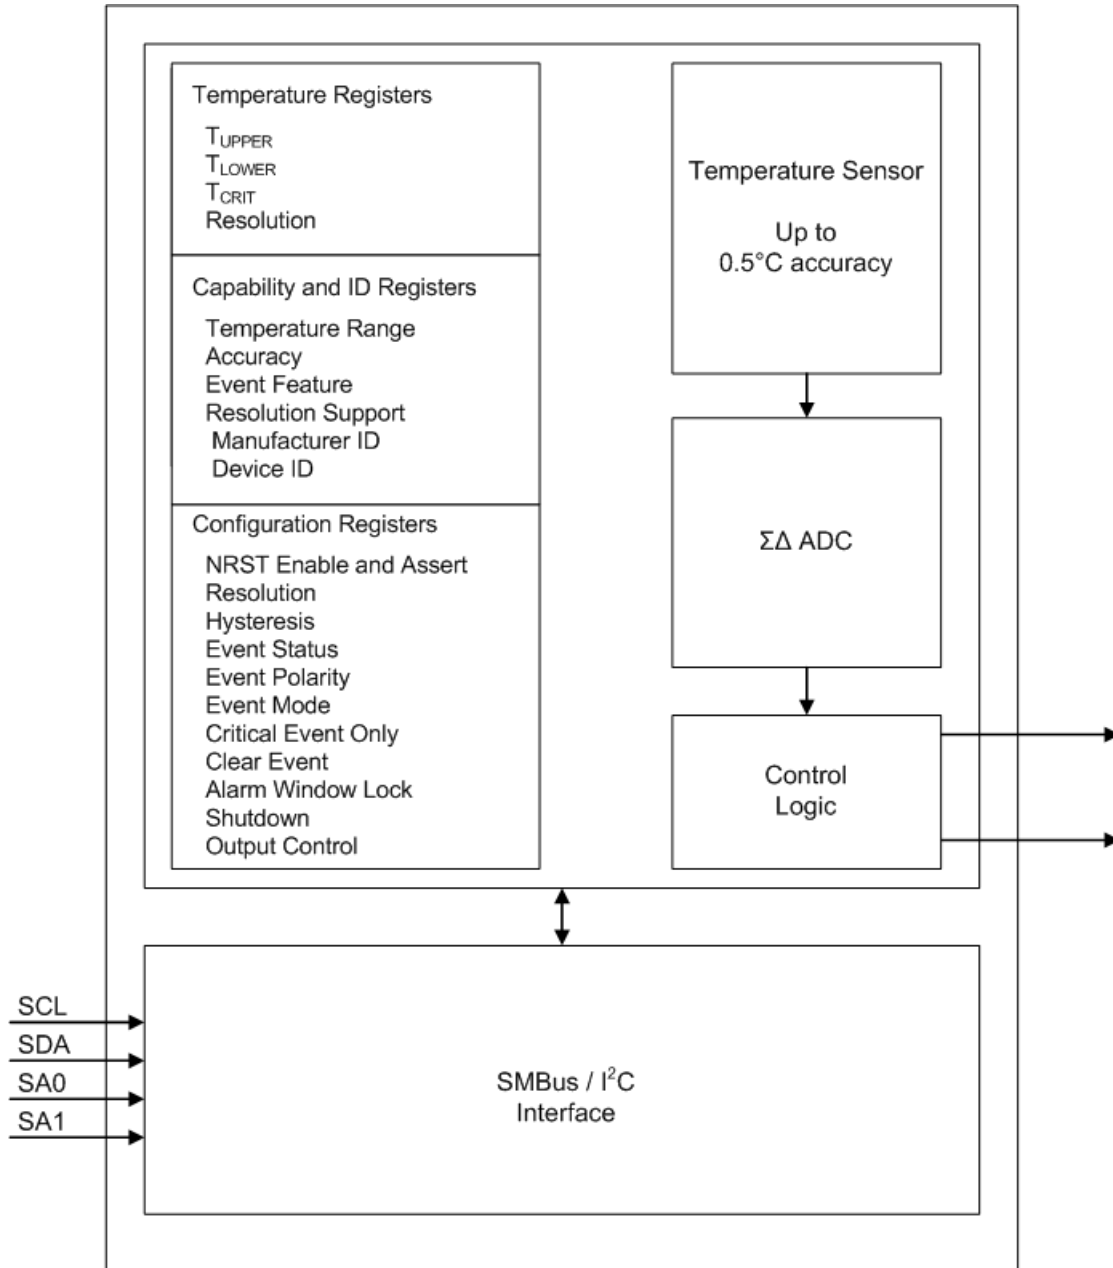 Temperature Registers
TUPPER
TLOWER
TCRIT
Resolution
Capability and ID Registers
Temperature Range
Accuracy
Event Feature
Resolution Support
Manufacturer ID
Device ID
Configuration Registers
NRST Enable and Assert
Resolution
Hysteresis
Event Status
Event Polarity
Event Mode
Critical Event Only
Clear Event
Alarm Window Lock
Shutdown
Output Control
Temperature Sensor
Up to
0.5°C accuracy
ΣΔ ADC
Control
Logic
SCL
SDA
SA0
SA1
SMBus / I²C
Interface